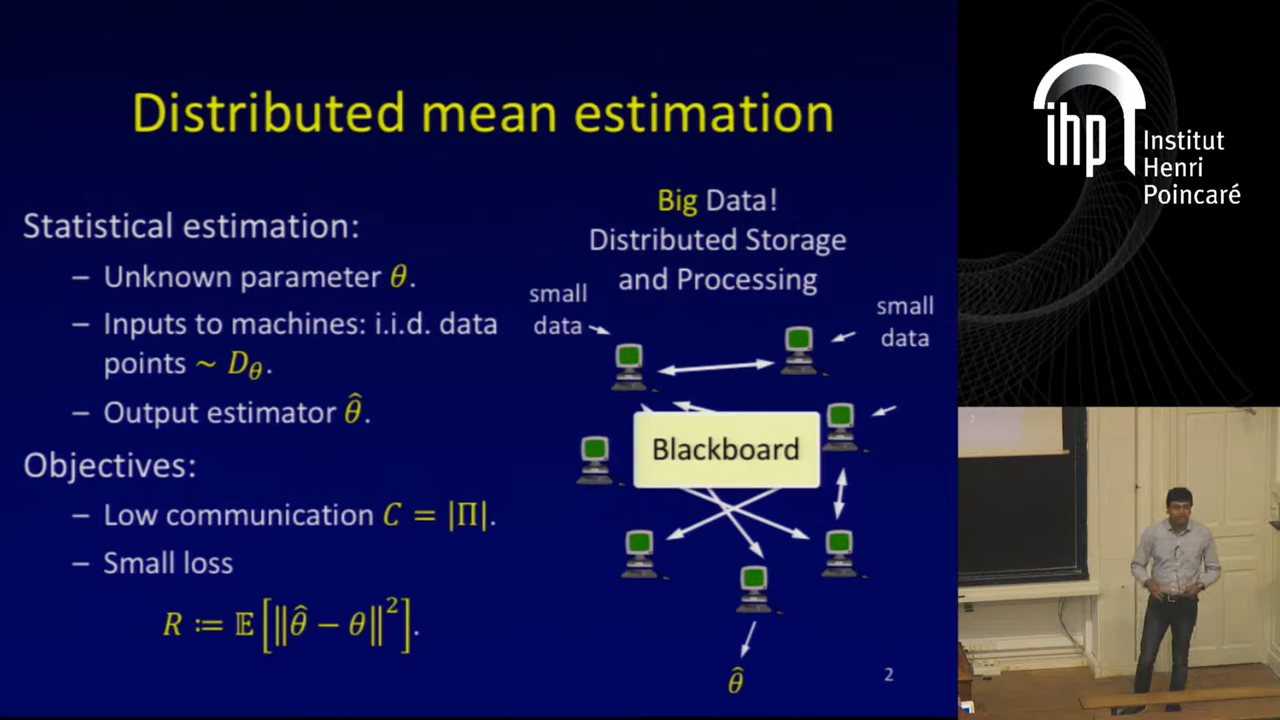 Distributed mean estimation
Statistical estimation:
– Unknown parameter θ.
– Inputs to machines: i.i.d. data
points ~ D_θ.
– Output estimator θ̂.
Objectives:
– Low communication C = |Π|.
– Small loss
R ≔ 𝔼[‖θ̂ − θ‖²].
Big Data!
Distributed Storage
and Processing
small
data
small
data
Blackboard
θ̂
2
ihp
Institut
Henri
Poincaré